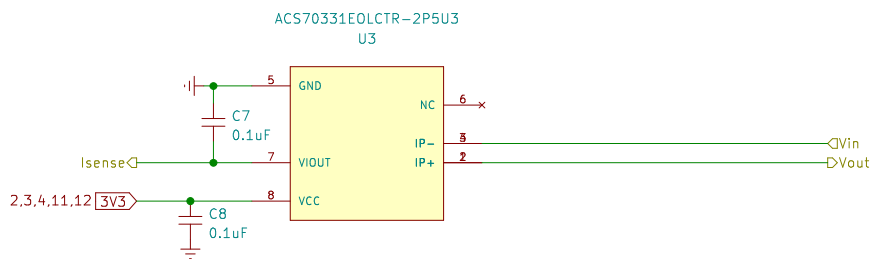 ACS70331EOLCTR-2P5U3
U3
5 GND
C7
0.1uF
NC 6
IP-
Vin
Isense 7 VIOUT
IP+
Vout
2,3,4,11,12 3V3 8 VCC
C8
0.1uF